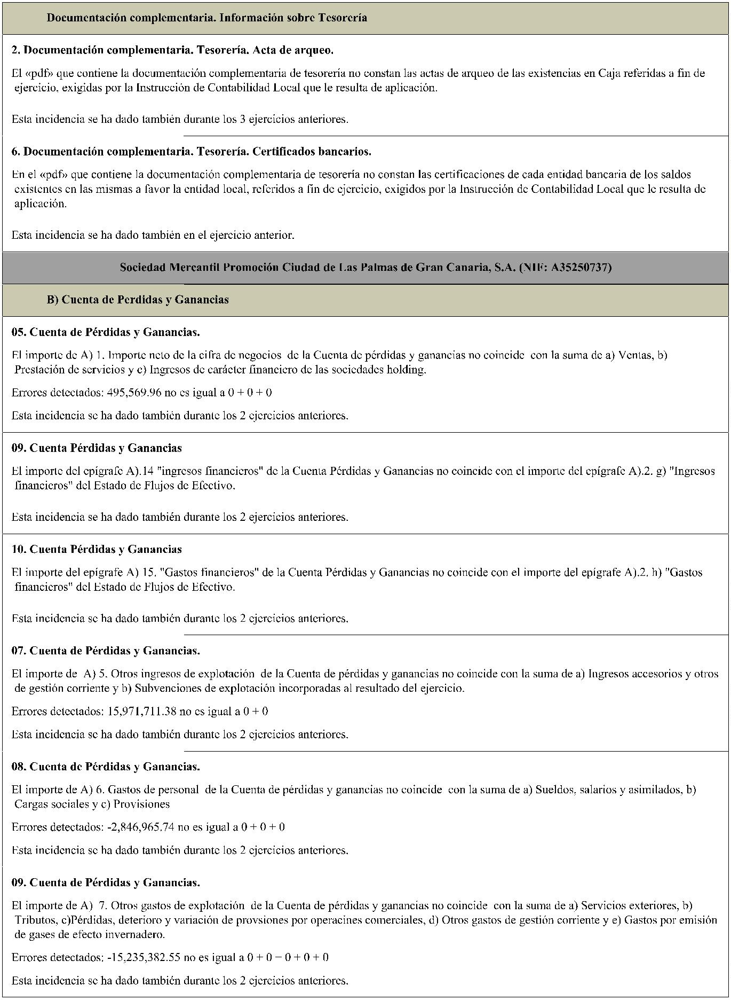 Documentación complementaria. Información sobre Tesorería
2. Documentación complementaria. Tesorería. Acta de arqueo.
El «pdf» que contiene la documentación complementaria de tesorería no constan las actas de arqueo de las existencias en Caja referidas a fin de
ejercicio, exigidas por la Instrucción de Contabilidad Local que le resulta de aplicación.
Esta incidencia se ha dado también durante los 3 ejercicios anteriores.
6. Documentación complementaria. Tesorería. Certificados bancarios.
En el «pdf» que contiene la documentación complementaria de tesorería no constan las certificaciones de cada entidad bancaria de los saldos
existentes en las mismas a favor la entidad local, referidos a fin de ejercicio, exigidos por la Instrucción de Contabilidad Local que le resulta de
aplicación.
Esta incidencia se ha dado también en el ejercicio anterior.
Sociedad Mercantil Promoción Ciudad de Las Palmas de Gran Canaria, S.A. (NIF: A35250737)
B) Cuenta de Perdidas y Ganancias
05. Cuenta de Pérdidas y Ganancias.
El importe de A) 1. Importe neto de la cifra de negocios de la Cuenta de pérdidas y ganancias no coincide con la suma de a) Ventas, b)
Prestación de servicios y c) Ingresos de carácter financiero de las sociedades holding.
Errores detectados: 495,569.96 no es igual a 0 + 0 + 0
Esta incidencia se ha dado también durante los 2 ejercicios anteriores.
09. Cuenta Pérdidas y Ganancias
El importe del epígrafe A).14 "ingresos financieros" de la Cuenta Pérdidas y Ganancias no coincide con el importe del epígrafe A).2. g) "Ingresos
financieros" del Estado de Flujos de Efectivo.
Esta incidencia se ha dado también durante los 2 ejercicios anteriores.
10. Cuenta Pérdidas y Ganancias
El importe del epígrafe A) 15. "Gastos financieros" de la Cuenta Pérdidas y Ganancias no coincide con el importe del epígrafe A).2. h) "Gastos
financieros" del Estado de Flujos de Efectivo.
Esta incidencia se ha dado también durante los 2 ejercicios anteriores.
07. Cuenta de Pérdidas y Ganancias.
El importe de A) 5. Otros ingresos de explotación de la Cuenta de pérdidas y ganancias no coincide con la suma de a) Ingresos accesorios y otros
de gestión corriente y b) Subvenciones de explotación incorporadas al resultado del ejercicio.
Errores detectados: 15,971,711.38 no es igual a 0 + 0
Esta incidencia se ha dado también durante los 2 ejercicios anteriores.
08. Cuenta de Pérdidas y Ganancias.
El importe de A) 6. Gastos de personal de la Cuenta de pérdidas y ganancias no coincide con la suma de a) Sueldos, salarios y asimilados, b)
Cargas sociales y c) Provisiones
Errores detectados: -2,846,965.74 no es igual a 0 + 0 + 0
Esta incidencia se ha dado también durante los 2 ejercicios anteriores.
09. Cuenta de Pérdidas y Ganancias.
El importe de A) 7. Otros gastos de explotación de la Cuenta de pérdidas y ganancias no coincide con la suma de a) Servicios exteriores, b)
Tributos, c)Pérdidas, deterioro y variación de provsiones por operacines comerciales, d) Otros gastos de gestión corriente y e) Gastos por emisión
de gases de efecto invernadero.
Errores detectados: -15,235,382.55 no es igual a 0 + 0 + 0 + 0 + 0
Esta incidencia se ha dado también durante los 2 ejercicios anteriores.